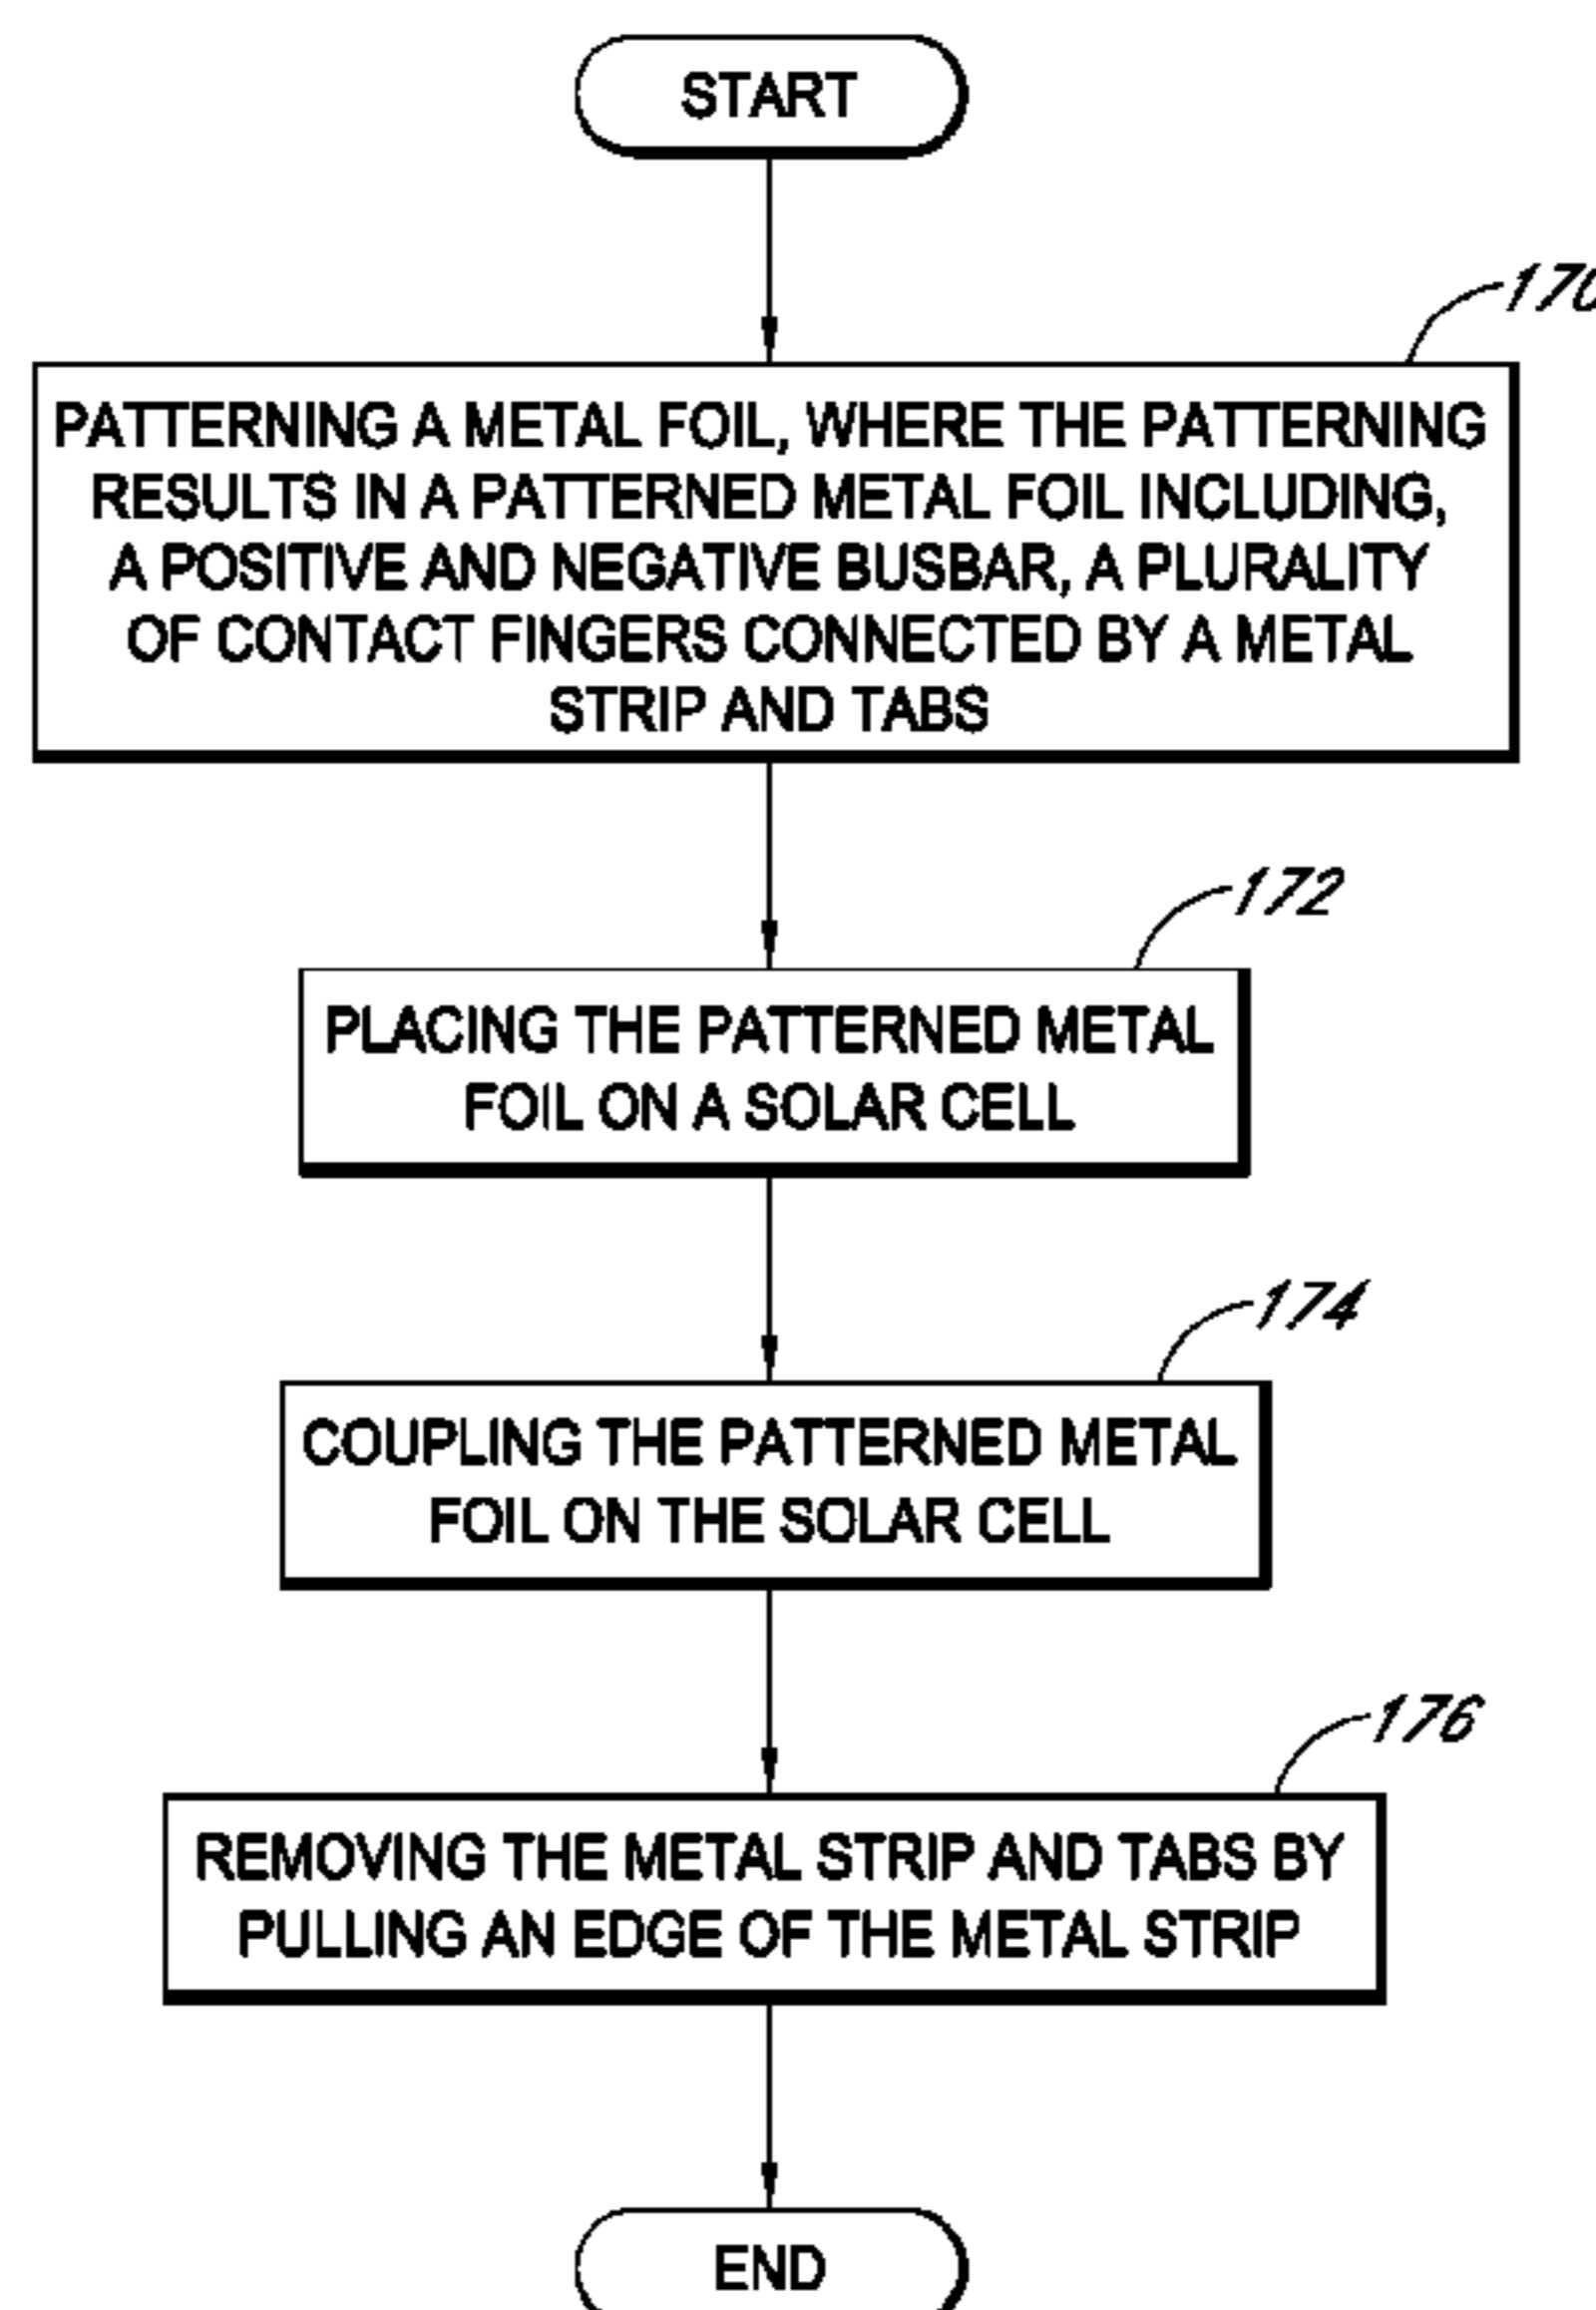 START
170
PATTERNING A METAL FOIL, WHERE THE PATTERNING
RESULTS IN A PATTERNED METAL FOIL INCLUDING,
A POSITIVE AND NEGATIVE BUSBAR, A PLURALITY
OF CONTACT FINGERS CONNECTED BY A METAL
STRIP AND TABS
172
PLACING THE PATTERNED METAL
FOIL ON A SOLAR CELL
174
COUPLING THE PATTERNED METAL
FOIL ON THE SOLAR CELL
176
REMOVING THE METAL STRIP AND TABS BY
PULLING AN EDGE OF THE METAL STRIP
END